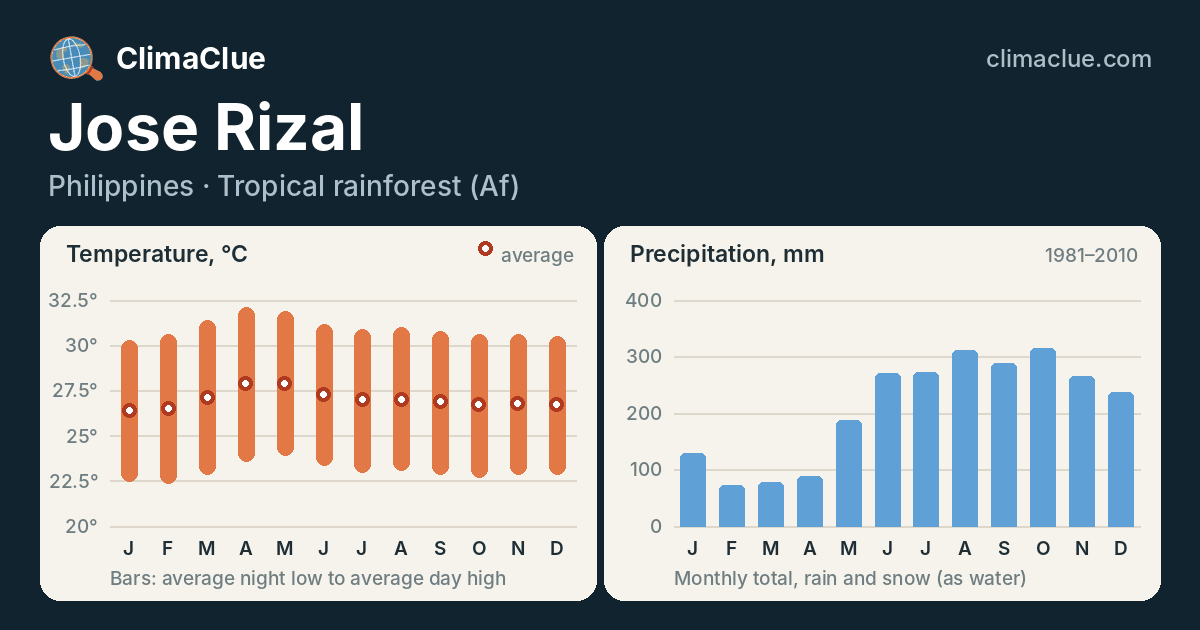 ClimaClue
climaclue.com
Jose Rizal
Philippines · Tropical rainforest (Af)
Temperature, °C
average
32.5°
30°
27.5°
25°
22.5°
20°
J F M A M J J A S O N D
Bars: average night low to average day high
Precipitation, mm
1981–2010
400
300
200
100
0
J F M A M J J A S O N D
Monthly total, rain and snow (as water)